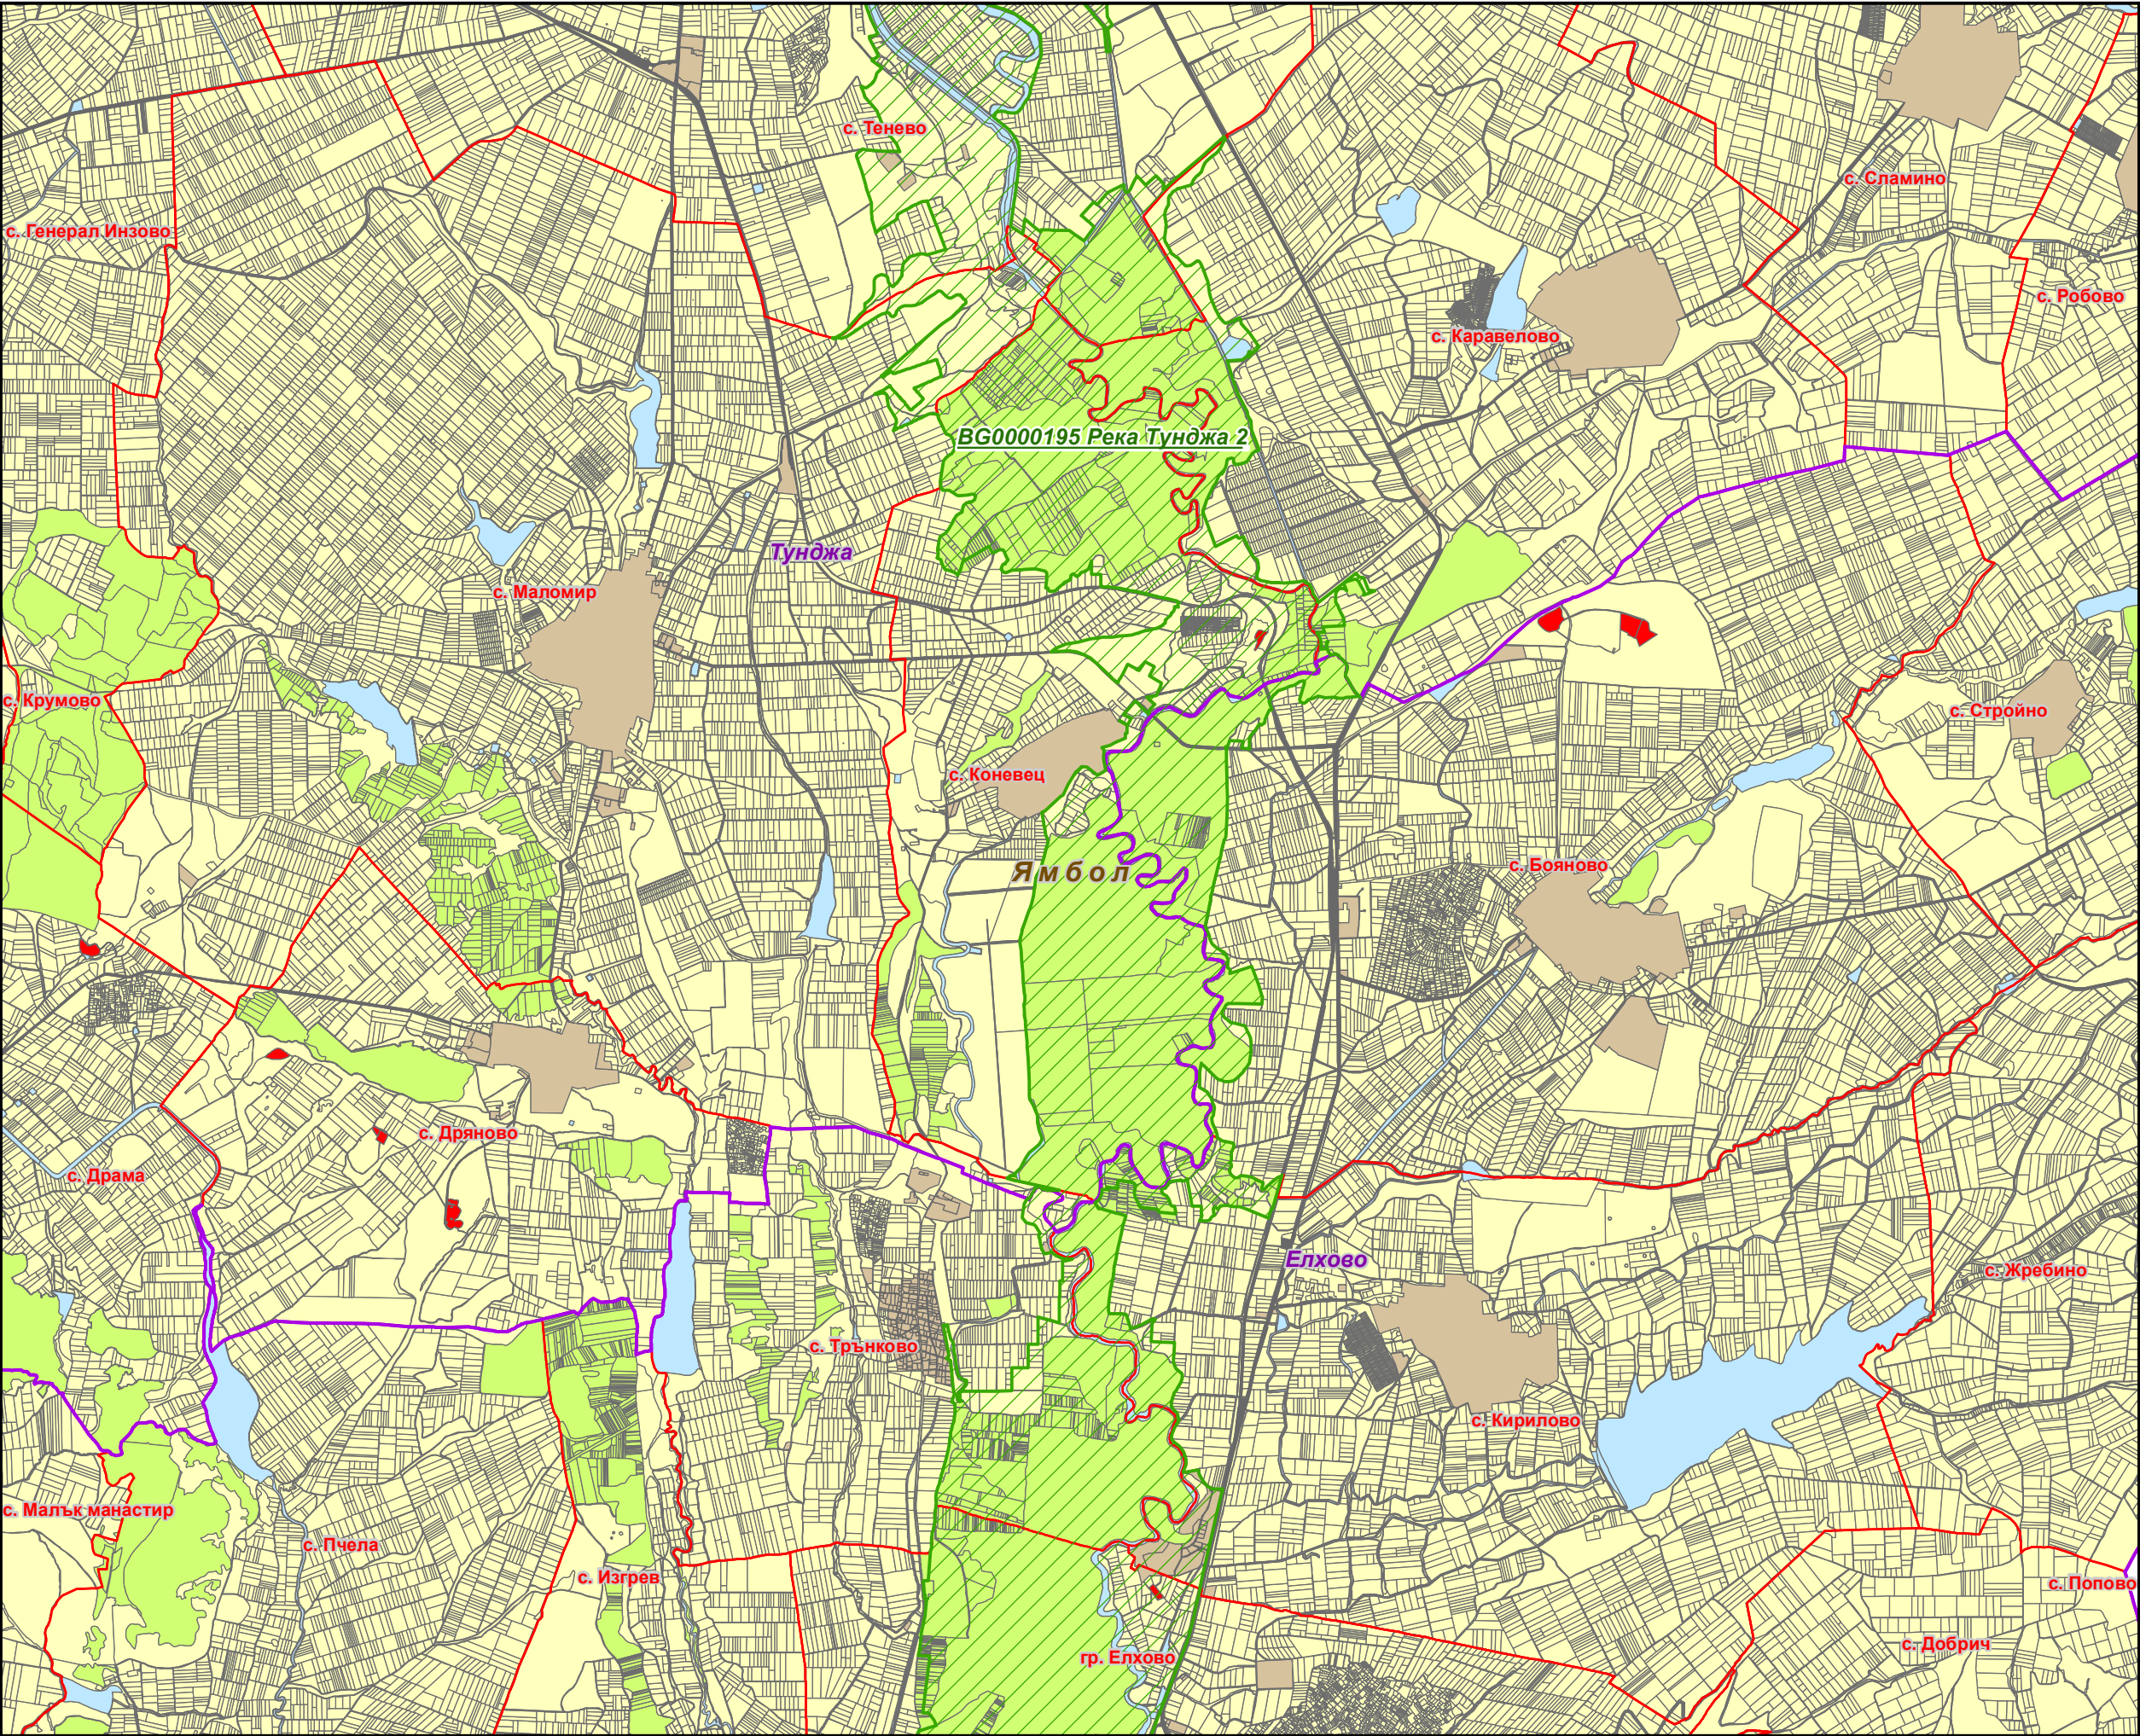 с. Тенево
с. Сламино
с. Генерал Инзово
с. Робово
с. Каравелово
BG0000195 Река Тунджа 2
Тунджа
с. Маломир
с. Крумово
с. Стройно
с. Коневец
с. Бояново
Ямбол
с. Дряново
с. Драма
Елхово
с. Жребино
с. Трънково
с. Кирилово
с. Малък манастир
с. Пчела
с. Изгрев
с. Попово
с. Добрич
гр. Елхово